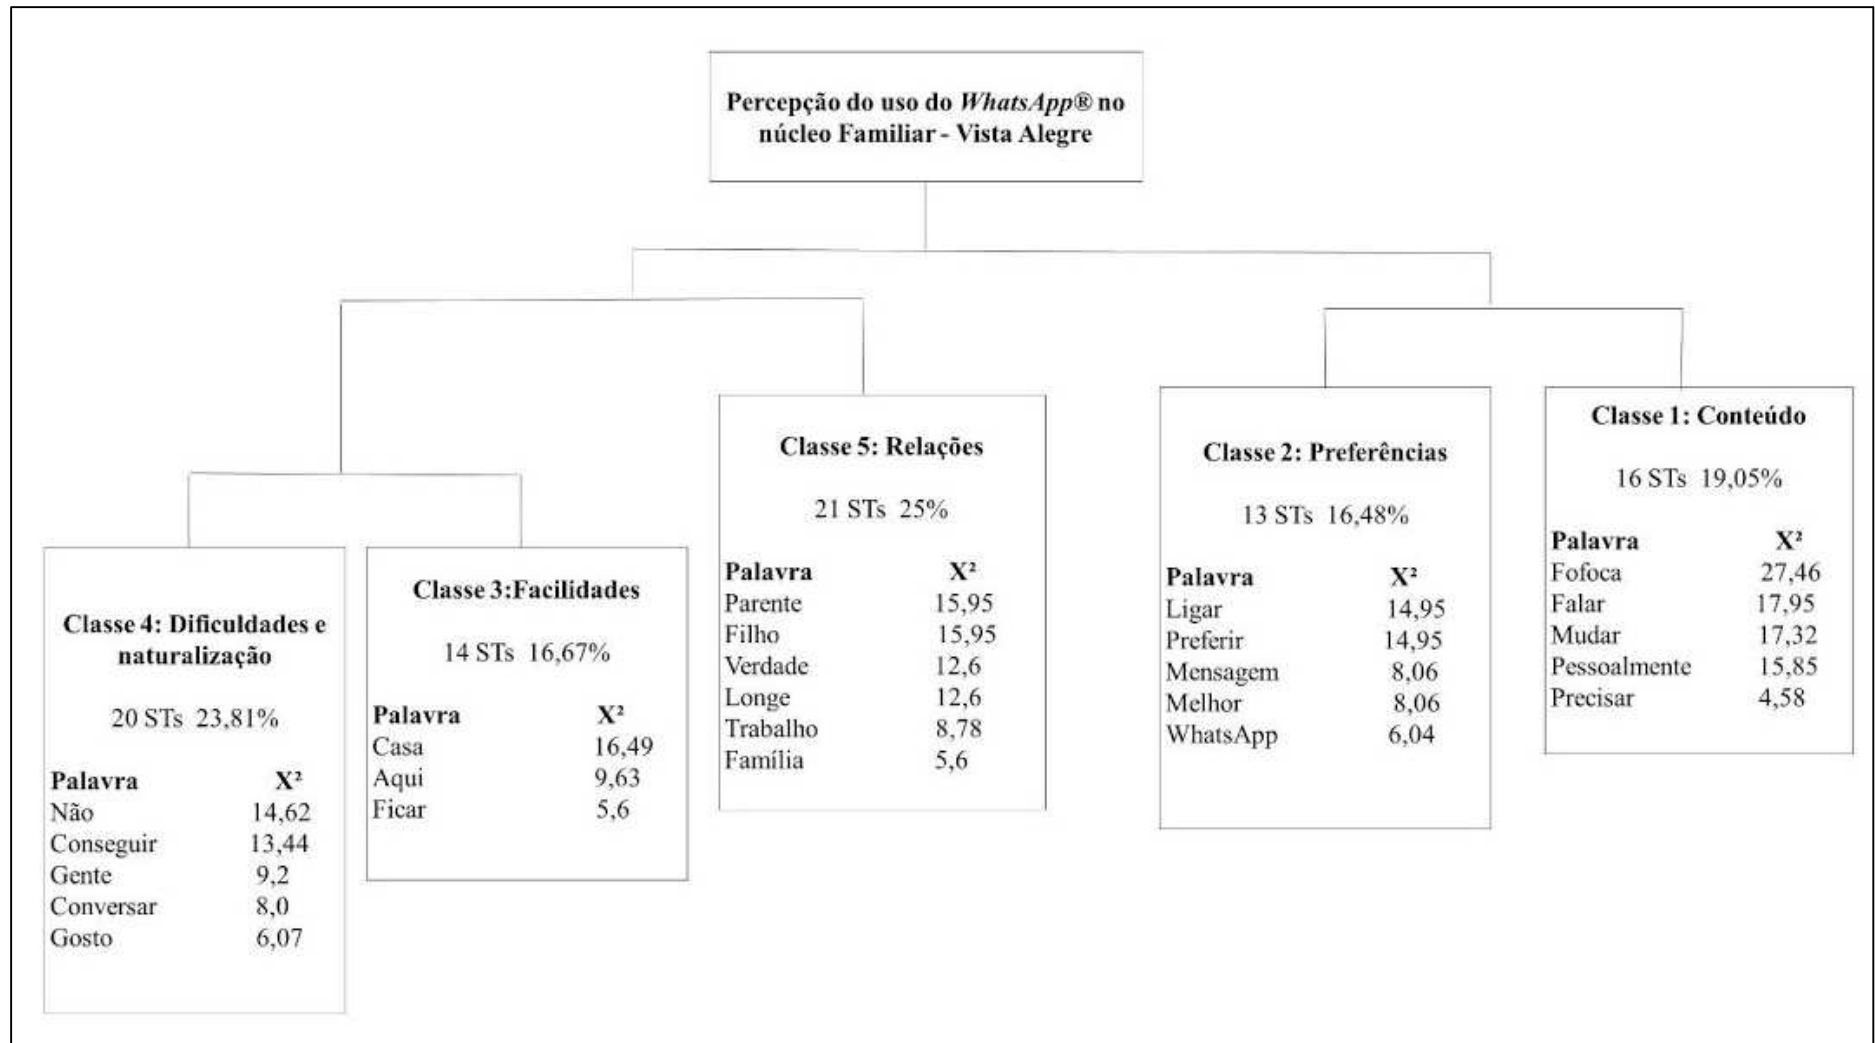 Percepção do uso do WhatsApp® no
núcleo Familiar - Vista Alegre
Classe 4: Dificuldades e
naturalização
20 STs 23,81%
Palavra X²
Não 14,62
Conseguir 13,44
Gente 9,2
Conversar 8,0
Gosto 6,07
Classe 3:Facilidades
14 STs 16,67%
Palavra X²
Casa 16,49
Aqui 9,63
Ficar 5,6
Classe 5: Relações
21 STs 25%
Palavra X²
Parente 15,95
Filho 15,95
Verdade 12,6
Longe 12,6
Trabalho 8,78
Família 5,6
Classe 2: Preferências
13 STs 16,48%
Palavra X²
Ligar 14,95
Preferir 14,95
Mensagem 8,06
Melhor 8,06
WhatsApp 6,04
Classe 1: Conteúdo
16 STs 19,05%
Palavra X²
Fofoca 27,46
Falar 17,95
Mudar 17,32
Pessoalmente 15,85
Precisar 4,58